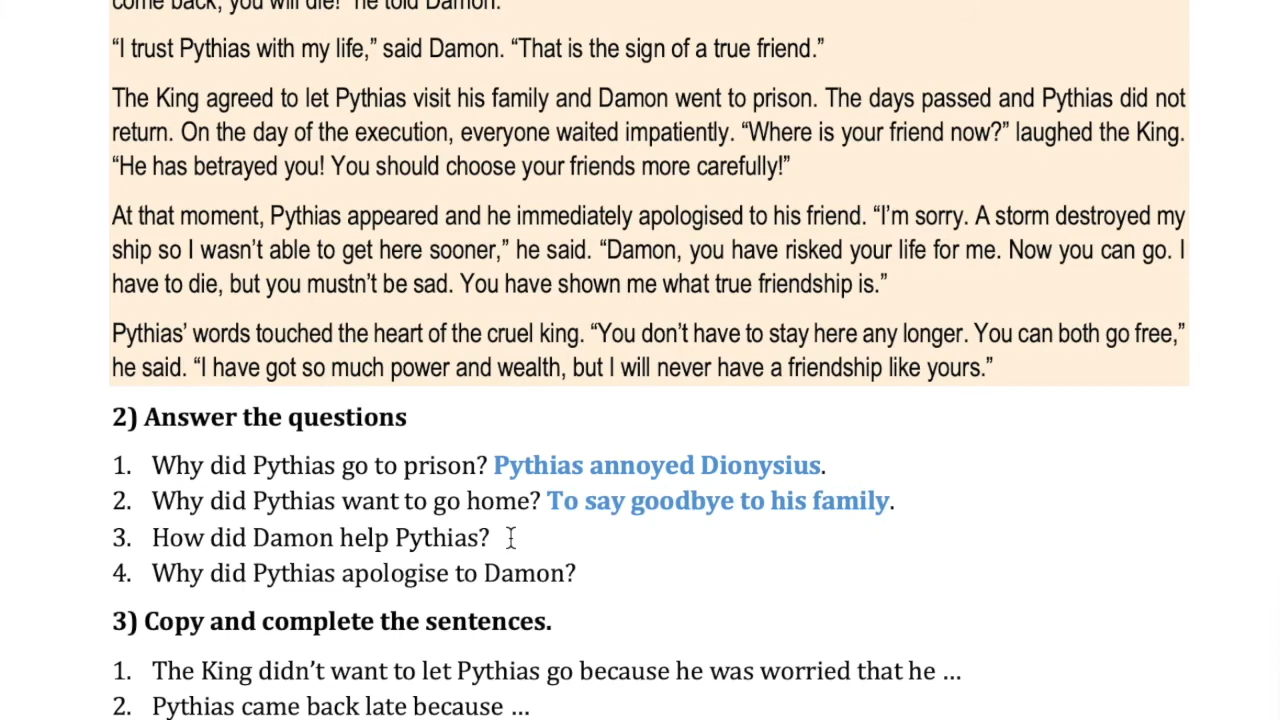 come back, you will die!” he told Damon.
“I trust Pythias with my life,” said Damon. “That is the sign of a true friend.”
The King agreed to let Pythias visit his family and Damon went to prison. The days passed and Pythias did not
return. On the day of the execution, everyone waited impatiently. “Where is your friend now?” laughed the King.
“He has betrayed you! You should choose your friends more carefully!”
At that moment, Pythias appeared and he immediately apologised to his friend. “I’m sorry. A storm destroyed my
ship so I wasn’t able to get here sooner,” he said. “Damon, you have risked your life for me. Now you can go. I
have to die, but you mustn’t be sad. You have shown me what true friendship is.”
Pythias’ words touched the heart of the cruel king. “You don’t have to stay here any longer. You can both go free,”
he said. “I have got so much power and wealth, but I will never have a friendship like yours.”
2) Answer the questions
1. Why did Pythias go to prison? Pythias annoyed Dionysius.
2. Why did Pythias want to go home? To say goodbye to his family.
3. How did Damon help Pythias?
4. Why did Pythias apologise to Damon?
3) Copy and complete the sentences.
1. The King didn’t want to let Pythias go because he was worried that he …
2. Pythias came back late because …